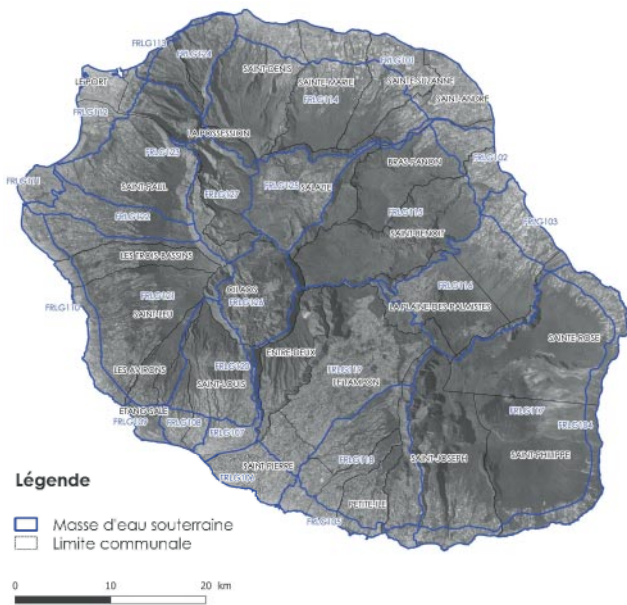 FRLG113
FRLG124
LE PORT
SAINT-DENIS
SAINTE-MARIE
FRLG101
SAINTE-SUZANNE
SAINT-ANDRE
FRLG114
FRLG112
LA POSSESSION
FRLG123
BRAS-PANON
FRLG102
FRLG111
SAINT-PAUL
FRLG127
FRLG125
SALAZIE
FRLG122
FRLG115
SAINT-BENOIT
FRLG103
LES TROIS-BASSINS
CILAOS
FRLG126
FRLG116
LA PLAINE-DES-PALMISTES
FRLG110
FRLG121
SAINT-LEU
SAINTE-ROSE
ENTRE-DEUX
LES AVIRONS
FRLG120
SAINT-LOUIS
FRLG119
LE TAMPON
FRLG117
FRLG104
ETANG-SALE
FRLG109
FRLG108
FRLG107
SAINT-PIERRE
FRLG106
FRLG118
SAINT-JOSEPH
SAINT-PHILIPPE
PETITE-ILE
FRLG105
Légende
Masse d'eau souterraine
Limite communale
0 10 20 km